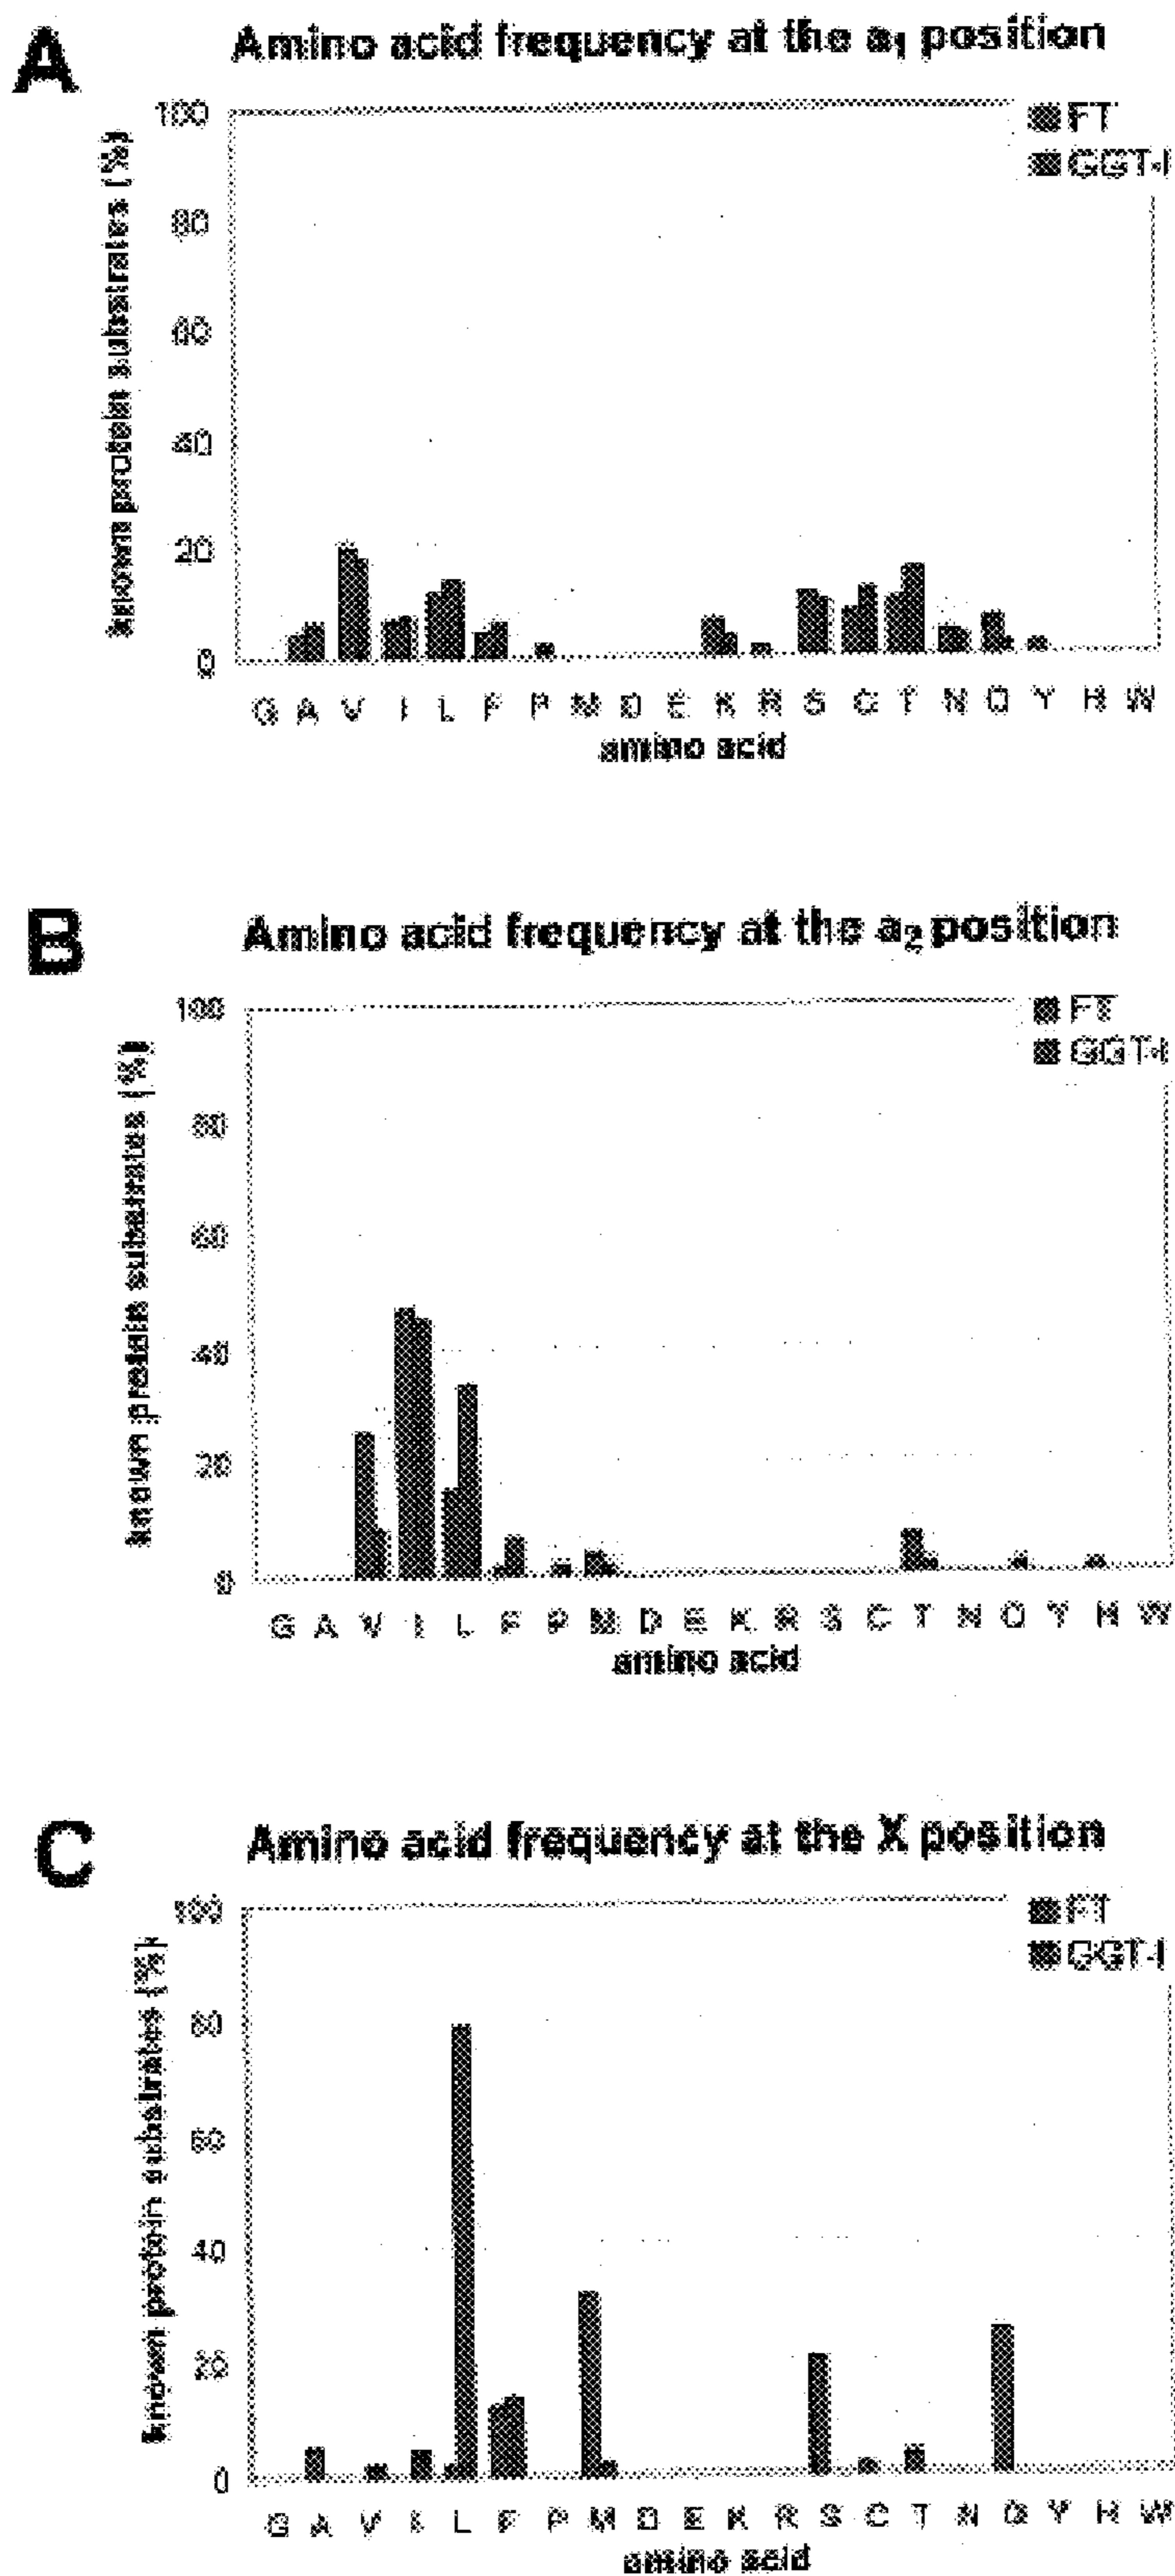 A
Amino acid frequency at the a₁ position
FT
GGT-I
known protein substrates (%)
100
80
60
40
20
0
G A V I L F P M D E K R S C T N Q Y H W
amino acid
B
Amino acid frequency at the a₂ position
FT
GGT-I
known protein substrates (%)
100
80
60
40
20
0
G A V I L F P M D E K R S C T N Q Y H W
amino acid
C
Amino acid frequency at the X position
FT
GGT-I
known protein substrates (%)
100
80
60
40
20
0
G A V I L F P M D E K R S C T N Q Y H W
amino acid